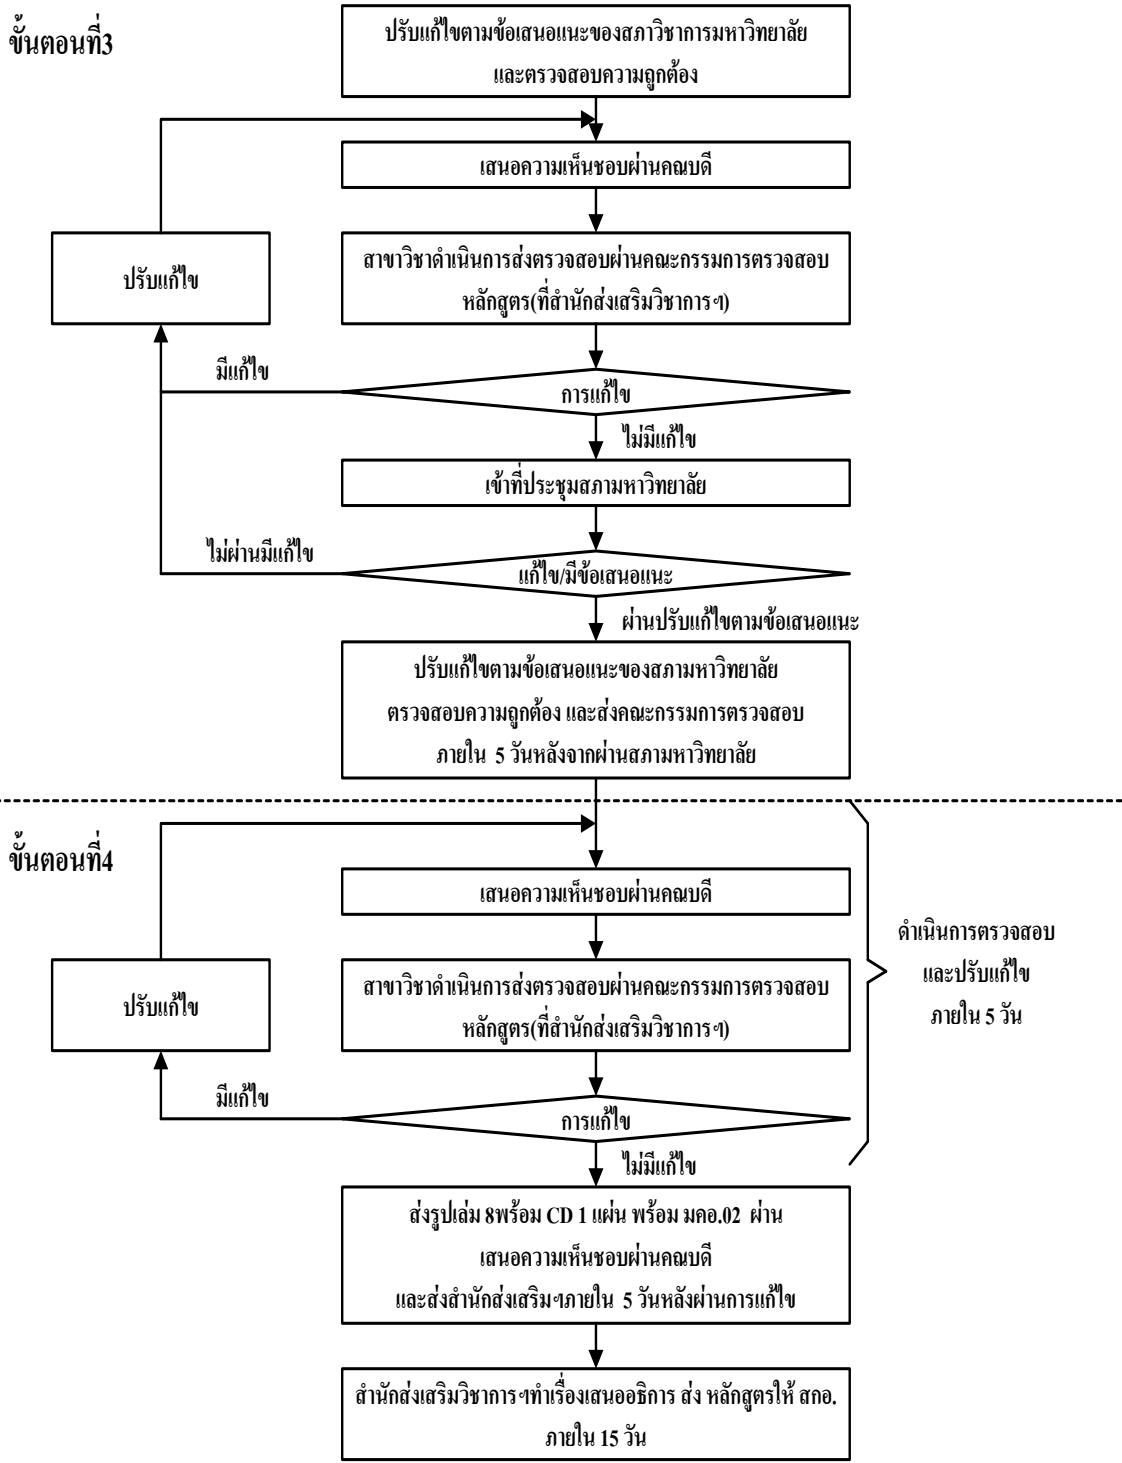 ขั้นตอนที่3
ปรับแก้ไขตามข้อเสนอแนะของสภาวิชาการมหาวิทยาลัย
และตรวจสอบความถูกต้อง
เสนอความเห็นชอบผ่านคณบดี
ปรับแก้ไข
สาขาวิชาดำเนินการส่งตรวจสอบผ่านคณะกรรมการตรวจสอบ
หลักสูตร(ที่สำนักส่งเสริมวิชาการฯ)
มีแก้ไข
การแก้ไข
ไม่มีแก้ไข
เข้าที่ประชุมสภามหาวิทยาลัย
ไม่ผ่านมีแก้ไข
แก้ไข/มีข้อเสนอแนะ
ผ่านปรับแก้ไขตามข้อเสนอแนะ
ปรับแก้ไขตามข้อเสนอแนะของสภามหาวิทยาลัย
ตรวจสอบความถูกต้อง และส่งคณะกรรมการตรวจสอบ
ภายใน 5 วันหลังจากผ่านสภามหาวิทยาลัย
ขั้นตอนที่4
เสนอความเห็นชอบผ่านคณบดี
ดำเนินการตรวจสอบ
และปรับแก้ไข
ภายใน 5 วัน
ปรับแก้ไข
สาขาวิชาดำเนินการส่งตรวจสอบผ่านคณะกรรมการตรวจสอบ
หลักสูตร(ที่สำนักส่งเสริมวิชาการฯ)
มีแก้ไข
การแก้ไข
ไม่มีแก้ไข
ส่งรูปเล่ม 8พร้อม CD 1 แผ่น พร้อม มคอ.02 ผ่าน
เสนอความเห็นชอบผ่านคณบดี
และส่งสำนักส่งเสริมฯภายใน 5 วันหลังผ่านการแก้ไข
สำนักส่งเสริมวิชาการฯทำเรื่องเสนออธิการ ส่ง หลักสูตรให้ สกอ.
ภายใน 15 วัน